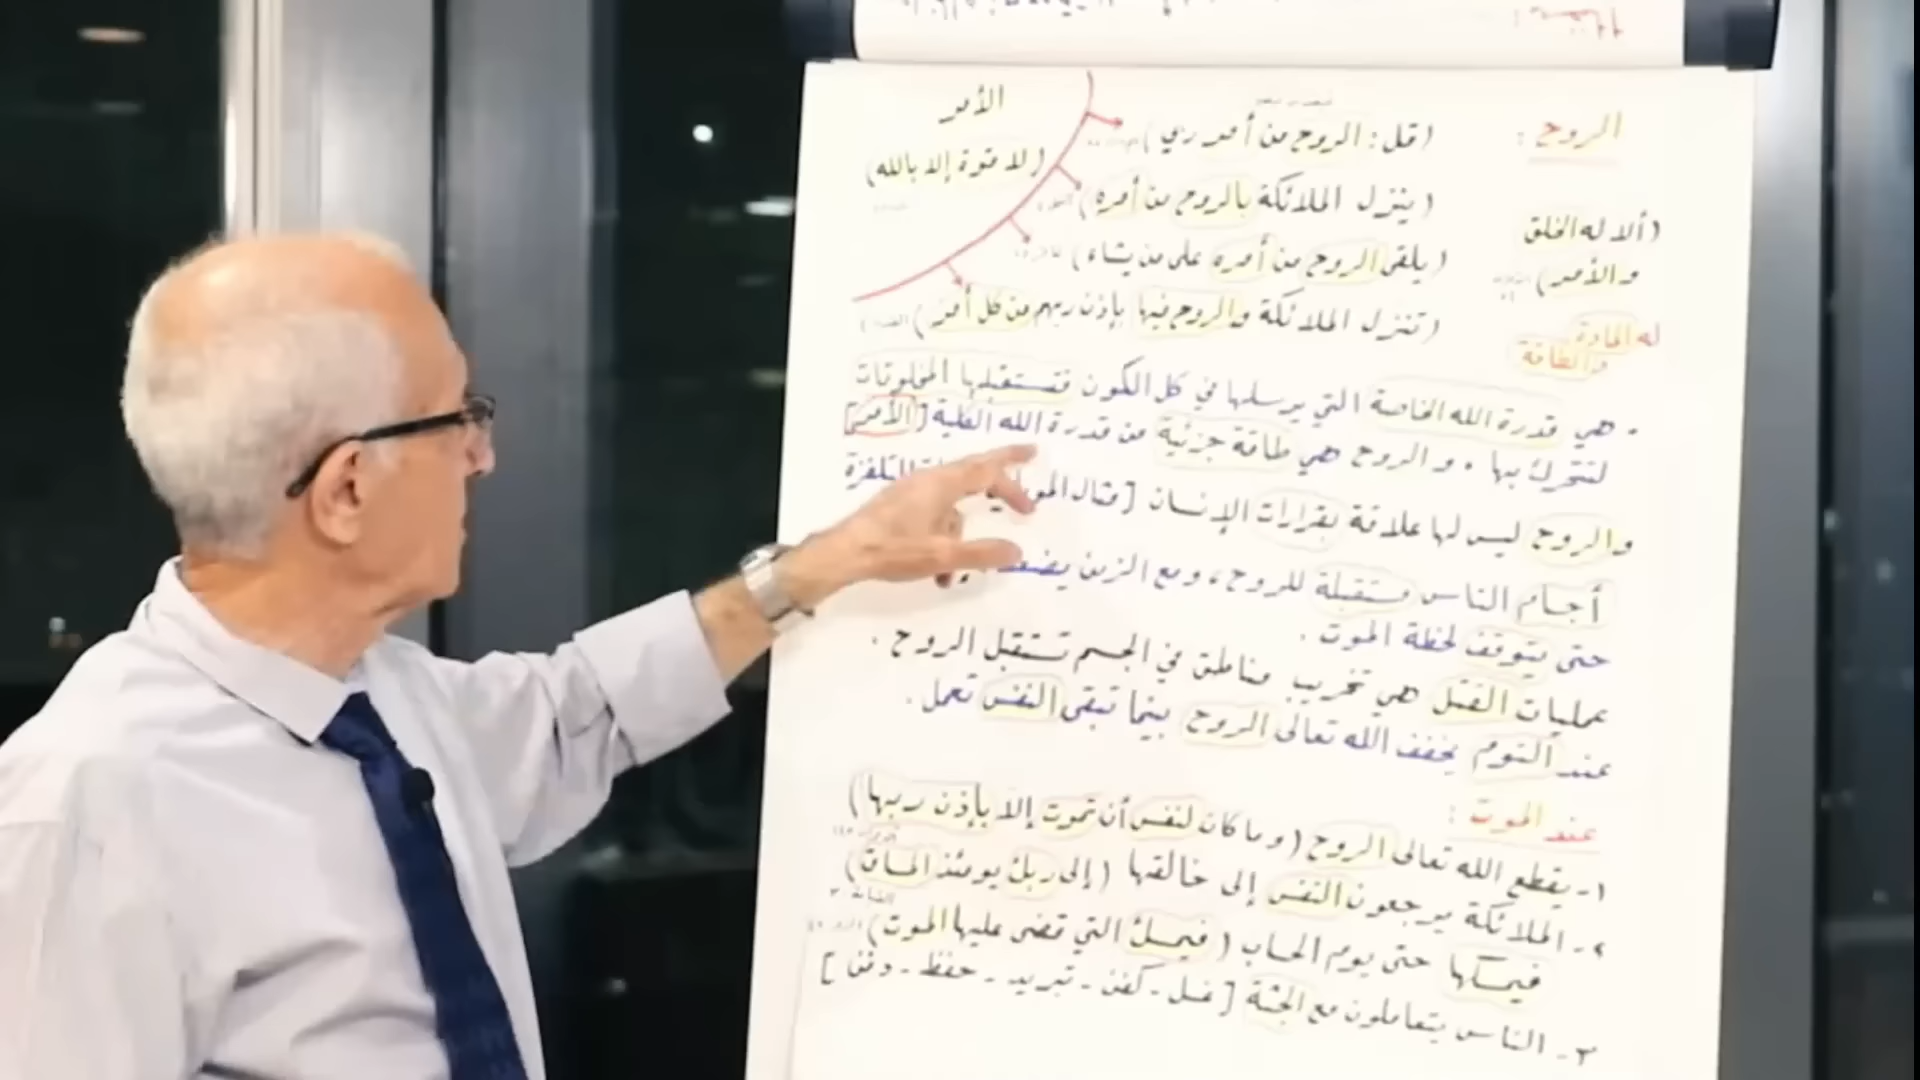 الروح :
(قل : الروح من أمر ربي)
(ينزل الملائكة بالروح من أمره)
(يلقي الروح من أمره على من يشاء)
(تنزل الملائكة والروح فيها بإذن ربهم من كل أمر)
(ألا له الخلق
والأمر)
له المادة
والطاقة
الأمر
(لا قوة إلا بالله)
. هي قدرة الله الخاصة التي يرسلها في كل الكون فتستقبلها المخلوقات
لتتحرك بها . والروح هي طاقة جزئية من قدرة الله الكلية [الأمر]
والروح ليس لها علاقة بقرارات الإنسان [مثال التلفزة
أجسام الناس مستقبلة للروح ، ومع الزمن يضعف
حتى يتوقف لحظة الموت .
عمليات القتل هي تخريب مناطق في الجسم تستقبل الروح .
عند النوم يخفف الله تعالى الروح بينما تبقى النفس تعمل .
عند الموت :
١- يقطع الله تعالى الروح (وما كان لنفس أن تموت إلا بإذن ربها)
٢- الملائكة يرجعون النفس إلى خالقها (إلى ربك يومئذ المساق)
القيامة ٣٠
فيمسكها حتى يوم الحساب (فيمسك التي قضى عليها الموت)
٣- الناس يتعاملون مع الجثة [غسل - كفن - تبريد - حفظ - دفن]